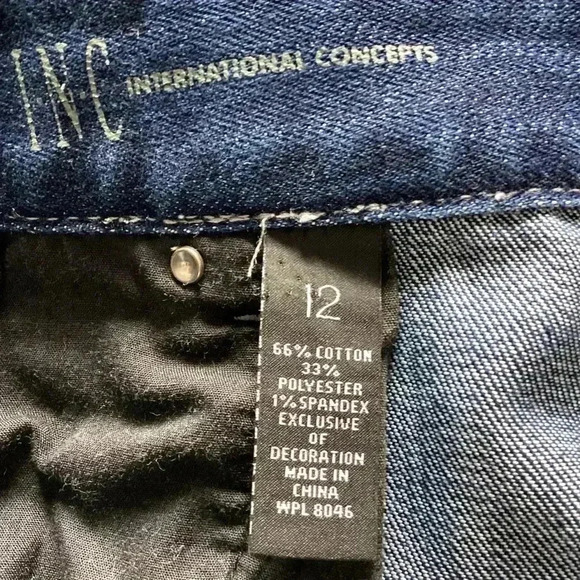 I·N·C INTERNATIONAL CONCEPTS
12
66% COTTON
33%
POLYESTER
1% SPANDEX
EXCLUSIVE
OF
DECORATION
MADE IN
CHINA
WPL 8046